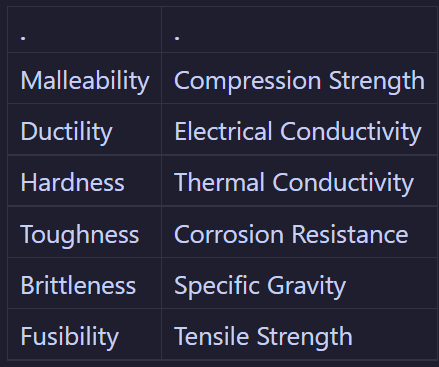 . .
Malleability Compression Strength
Ductility Electrical Conductivity
Hardness Thermal Conductivity
Toughness Corrosion Resistance
Brittleness Specific Gravity
Fusibility Tensile Strength